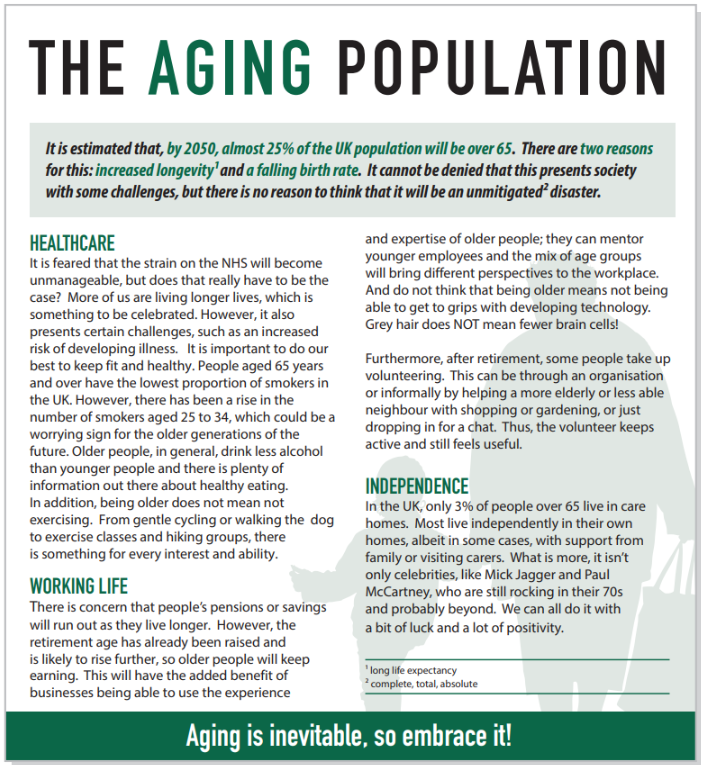 THE AGING POPULATION
It is estimated that, by 2050, almost 25% of the UK population will be over 65. There are two reasons
for this: increased longevity¹ and a falling birth rate. It cannot be denied that this presents society
with some challenges, but there is no reason to think that it will be an unmitigated² disaster.
HEALTHCARE
It is feared that the strain on the NHS will become
unmanageable, but does that really have to be the
case? More of us are living longer lives, which is
something to be celebrated. However, it also
presents certain challenges, such as an increased
risk of developing illness. It is important to do our
best to keep fit and healthy. People aged 65 years
and over have the lowest proportion of smokers in
the UK. However, there has been a rise in the
number of smokers aged 25 to 34, which could be a
worrying sign for the older generations of the
future. Older people, in general, drink less alcohol
than younger people and there is plenty of
information out there about healthy eating.
In addition, being older does not mean not
exercising. From gentle cycling or walking the dog
to exercise classes and hiking groups, there
is something for every interest and ability.
WORKING LIFE
There is concern that people's pensions or savings
will run out as they live longer. However, the
retirement age has already been raised and
is likely to rise further, so older people will keep
earning. This will have the added benefit of
businesses being able to use the experience
and expertise of older people; they can mentor
younger employees and the mix of age groups
will bring different perspectives to the workplace.
And do not think that being older means not being
able to get to grips with developing technology.
Grey hair does NOT mean fewer brain cells!
Furthermore, after retirement, some people take up
volunteering. This can be through an organisation
or informally by helping a more elderly or less able
neighbour with shopping or gardening, or just
dropping in for a chat. Thus, the volunteer keeps
active and still feels useful.
INDEPENDENCE
In the UK, only 3% of people over 65 live in care
homes. Most live independently in their own
homes, albeit in some cases, with support from
family or visiting carers. What is more, it isn't
only celebrities, like Mick Jagger and Paul
McCartney, who are still rocking in their 70s
and probably beyond. We can all do it with
a bit of luck and a lot of positivity.
¹ long life expectancy
² complete, total, absolute
Aging is inevitable, so embrace it!